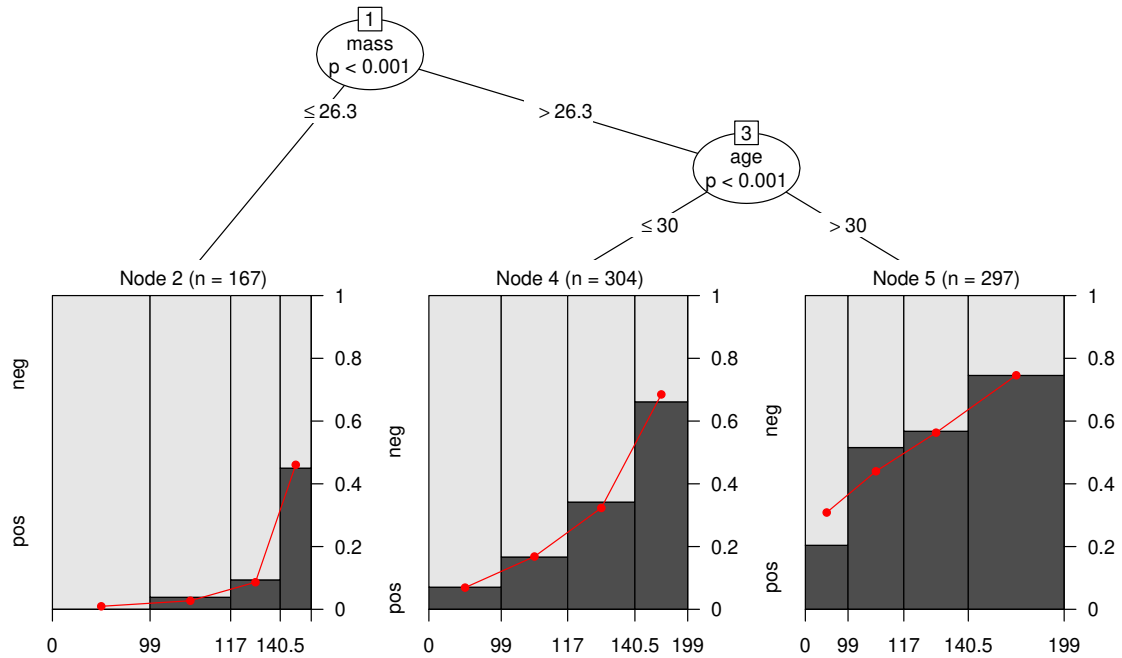 1
mass
p < 0.001
≤ 26.3
> 26.3
3
age
p < 0.001
≤ 30
> 30
Node 2 (n = 167)
pos
neg
0
99
117
140.5
0
0.2
0.4
0.6
0.8
1
Node 4 (n = 304)
pos
neg
0
99
117
140.5
199
0
0.2
0.4
0.6
0.8
1
Node 5 (n = 297)
pos
neg
0
99
117
140.5
199
0
0.2
0.4
0.6
0.8
1